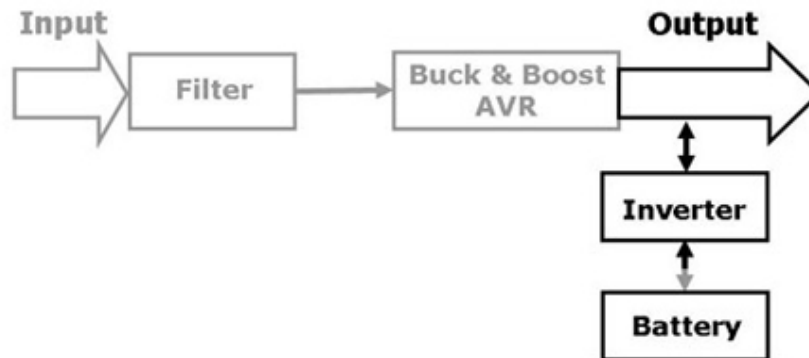 Input
Output
Filter
Buck & Boost
AVR
Inverter
Battery